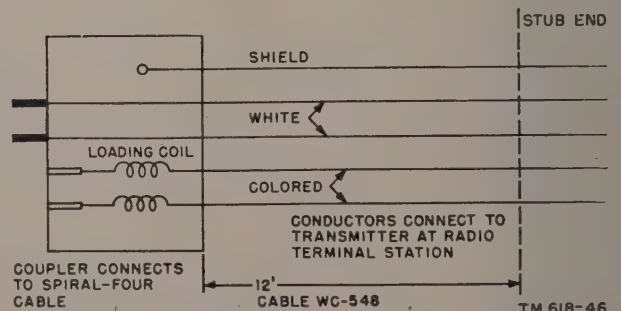 STUB END
SHIELD
WHITE
LOADING COIL
COLORED
CONDUCTORS CONNECT TO
TRANSMITTER AT RADIO
TERMINAL STATION
COUPLER CONNECTS
TO SPIRAL-FOUR
CABLE
12'
CABLE WC-548
TM 618-46